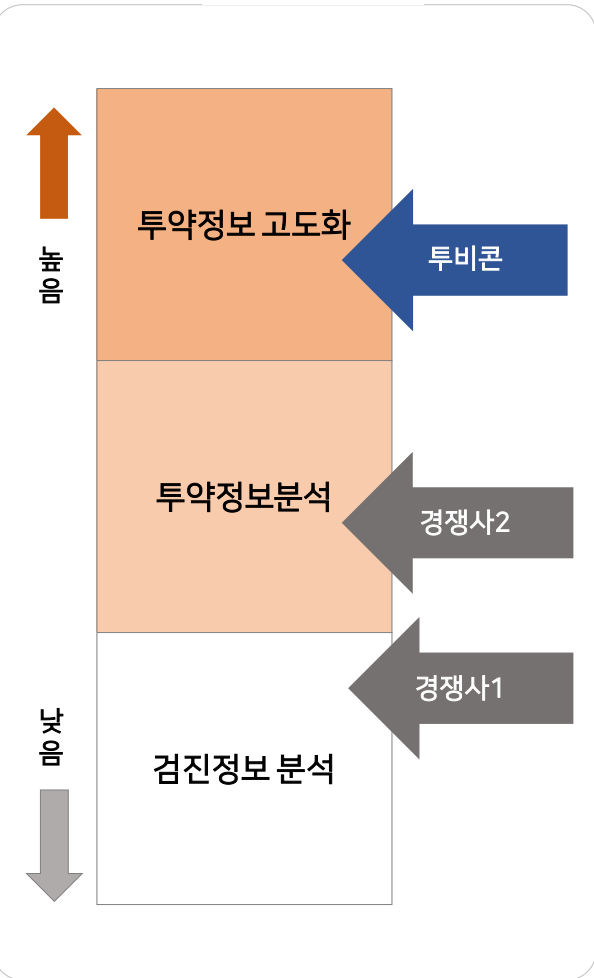 투약정보 고도화
투비콘
높음
투약정보분석
경쟁사2
경쟁사1
낮음
검진정보 분석